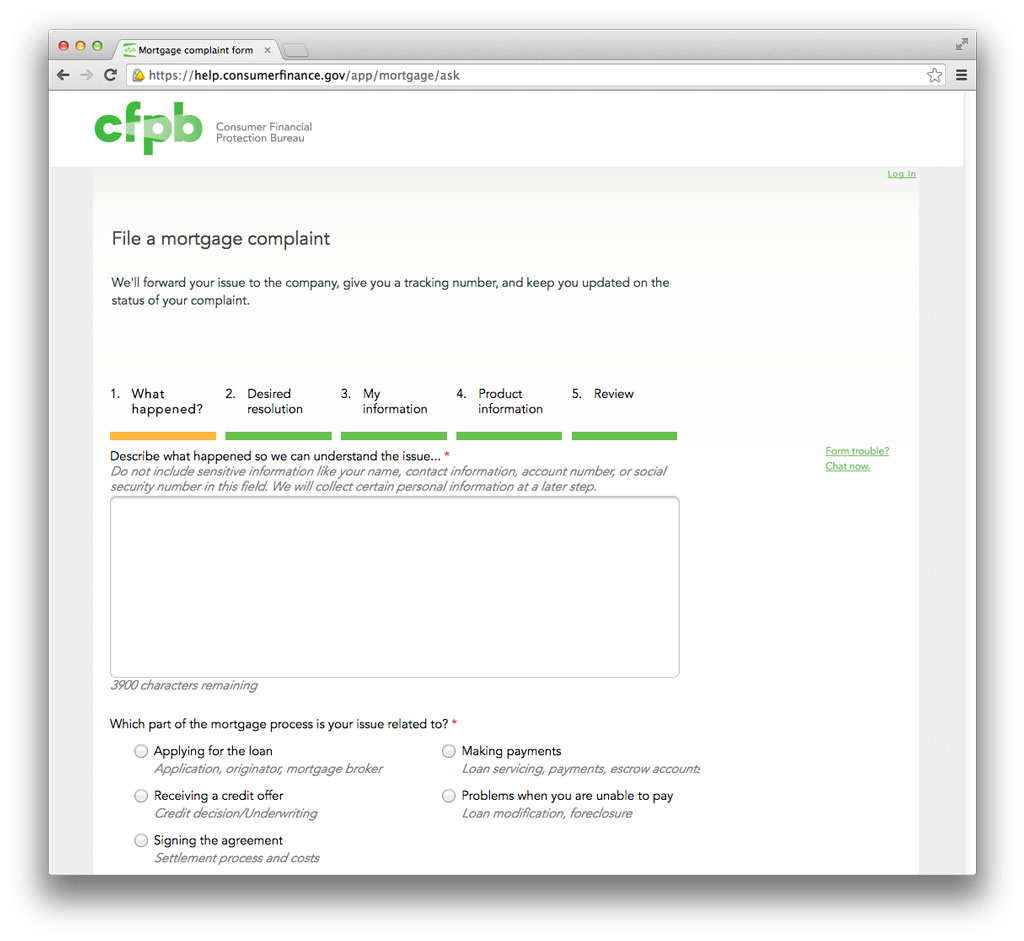 Mortgage complaint form
https://help.consumerfinance.gov/app/mortgage/ask
cfpb
Consumer Financial
Protection Bureau
Log In
File a mortgage complaint
We'll forward your issue to the company, give you a tracking number, and keep you updated on the
status of your complaint.
1. What
happened?
2. Desired
resolution
3. My
information
4. Product
information
5. Review
Describe what happened so we can understand the issue... *
Do not include sensitive information like your name, contact information, account number, or social
security number in this field. We will collect certain personal information at a later step.
Form trouble?
Chat now.
3900 characters remaining
Which part of the mortgage process is your issue related to? *
Applying for the loan
Application, originator, mortgage broker
Making payments
Loan servicing, payments, escrow accounts
Receiving a credit offer
Credit decision/Underwriting
Problems when you are unable to pay
Loan modification, foreclosure
Signing the agreement
Settlement process and costs